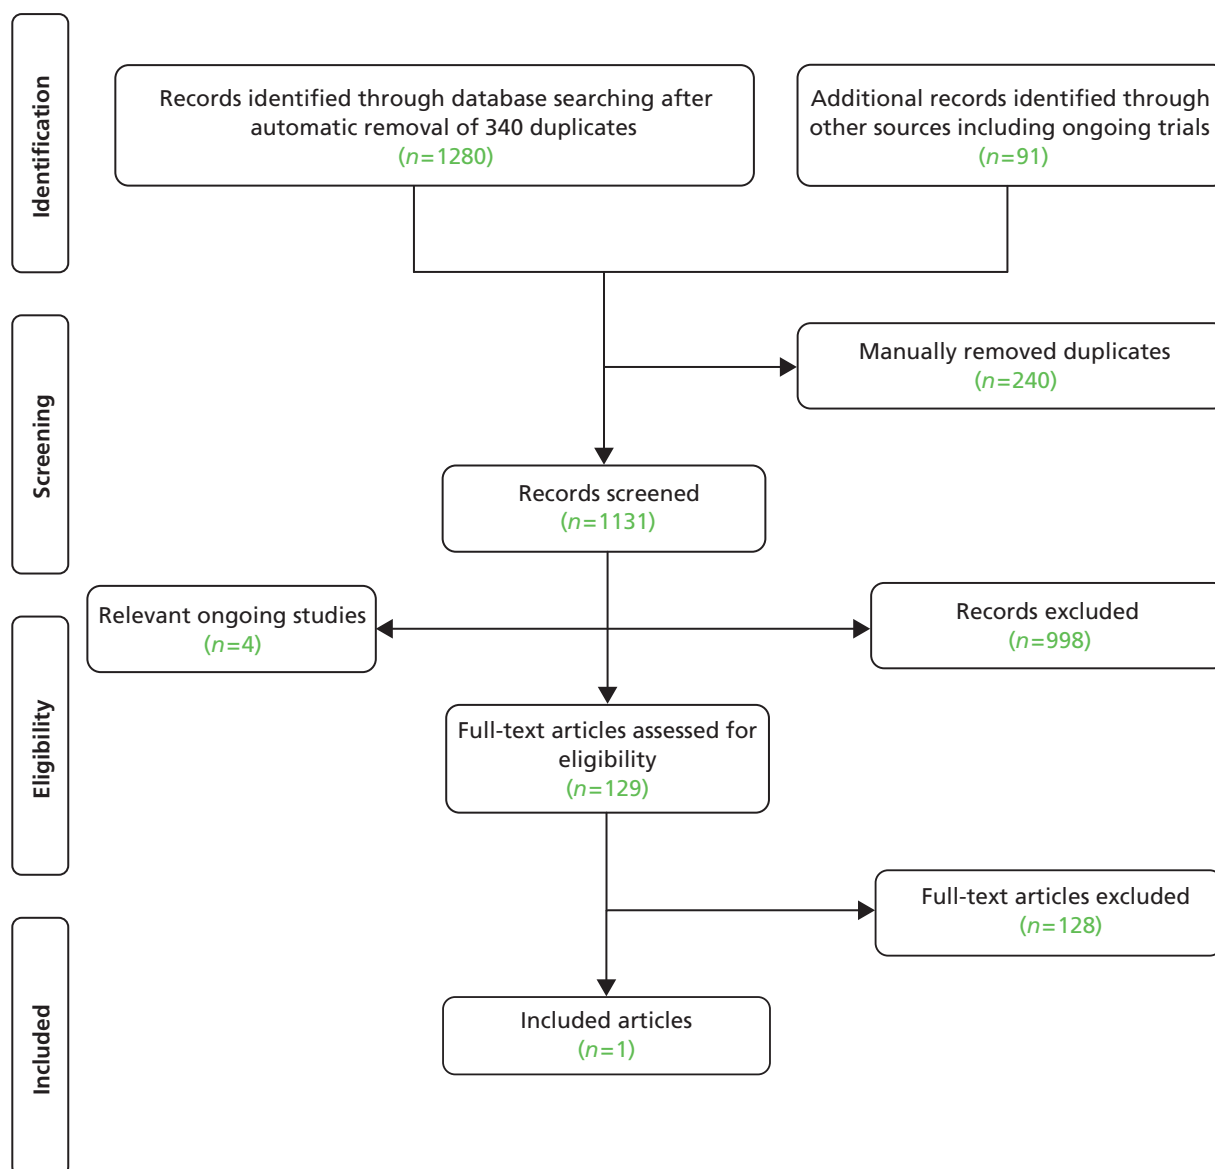 Identification
Records identified through database searching after
automatic removal of 340 duplicates
(n=1280)
Additional records identified through
other sources including ongoing trials
(n=91)
Screening
Manually removed duplicates
(n=240)
Records screened
(n=1131)
Eligibility
Relevant ongoing studies
(n=4)
Records excluded
(n=998)
Full-text articles assessed for
eligibility
(n=129)
Full-text articles excluded
(n=128)
Included
Included articles
(n=1)